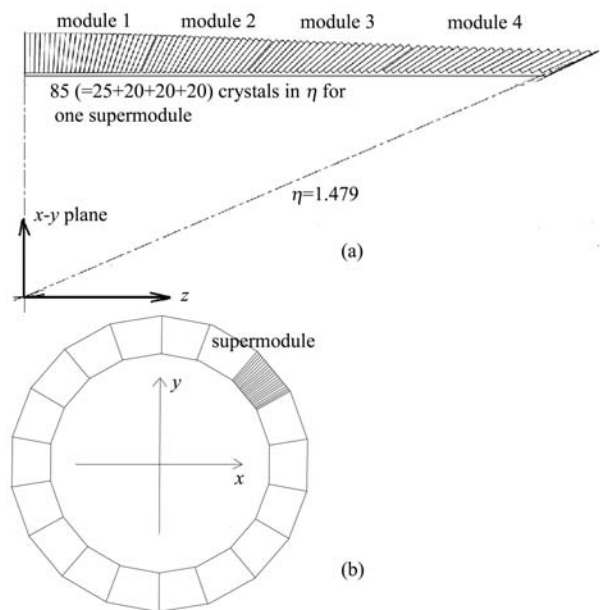 module 1 module 2 module 3 module 4
85 (=25+20+20+20) crystals in η for
one supermodule
η=1.479
x-y plane
(a)
z
supermodule
y
x
(b)